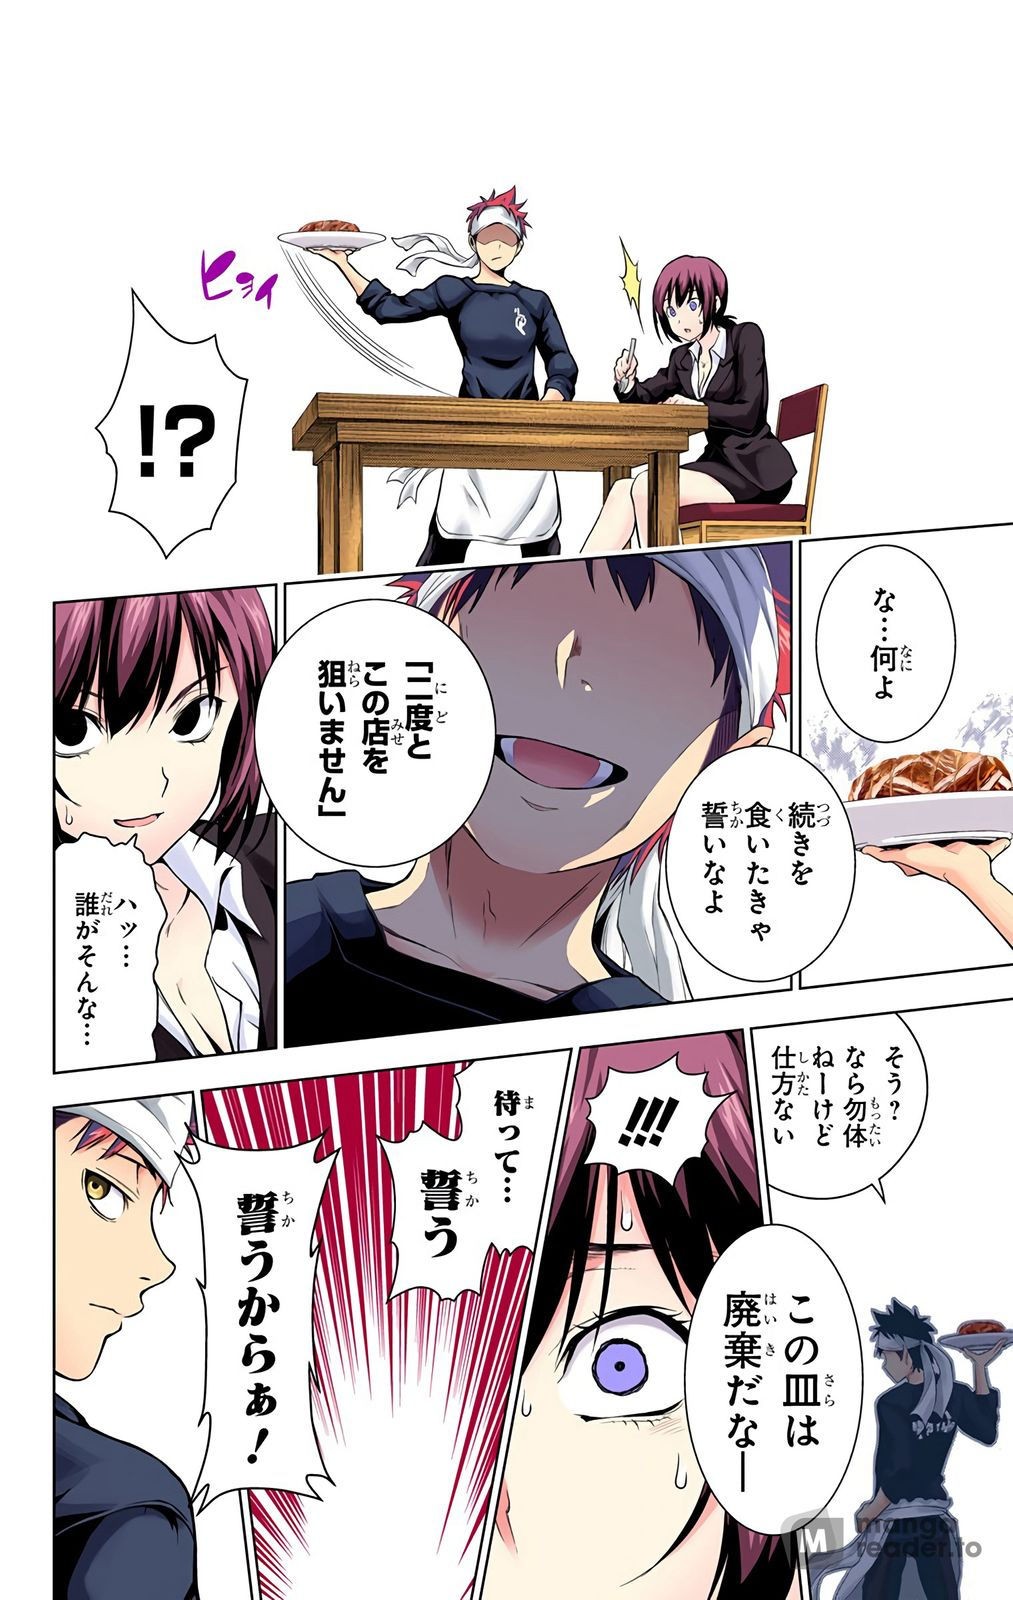 ヒョイ
!?
な…何よ
続きを
食いたきゃ
誓いなよ
「二度と
この店を
狙いません」
ハッ…
誰がそんな…
そう?
なら勿体
ねーけど
仕方ない
この皿は
廃棄だなー
!!!
待って…
誓う
誓うからぁ!
manga
reader.to